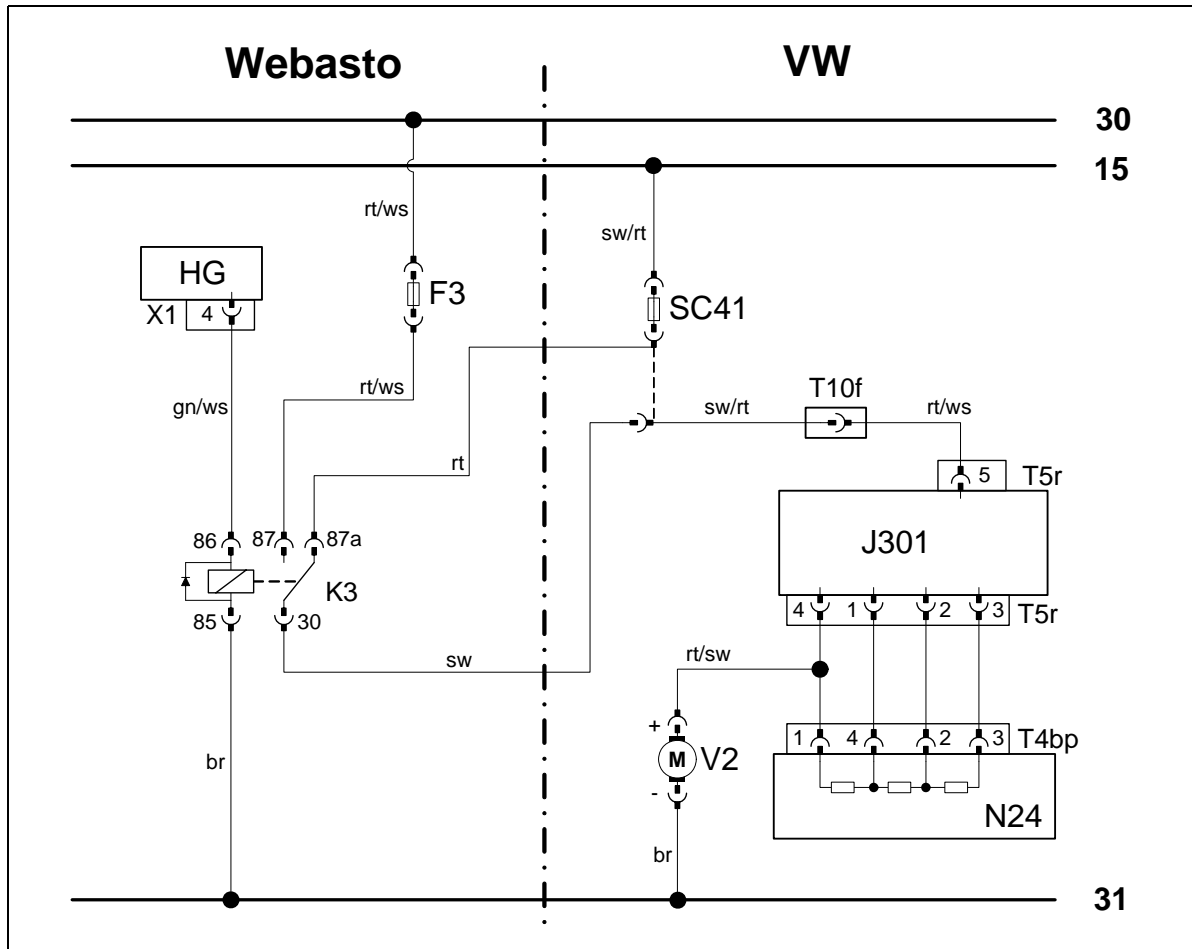 Webasto VW
30
15
rt/ws
sw/rt
HG
F3
SC41
X1 4
T10f
rt/ws
sw/rt
rt/ws
gn/ws
rt
5 T5r
J301
86 87 87a
K3
85 30
4 1 2 3 T5r
sw
rt/sw
+
1 4 2 3 T4bp
M V2
br
-
N24
br
31